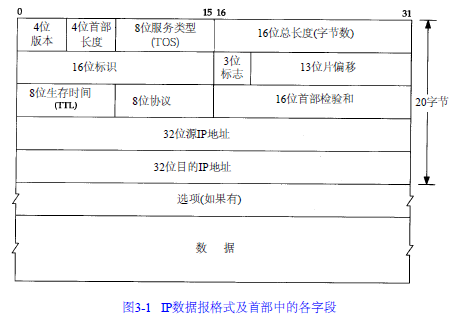 0 15 16 31
4位版本 4位首部长度 8位服务类型(TOS) 16位总长度(字节数)
16位标识 3位标志 13位片偏移
8位生存时间(TTL) 8位协议 16位首部检验和
20字节
32位源IP地址
32位目的IP地址
选项(如果有)
数 据
图3-1 IP数据报格式及首部中的各字段